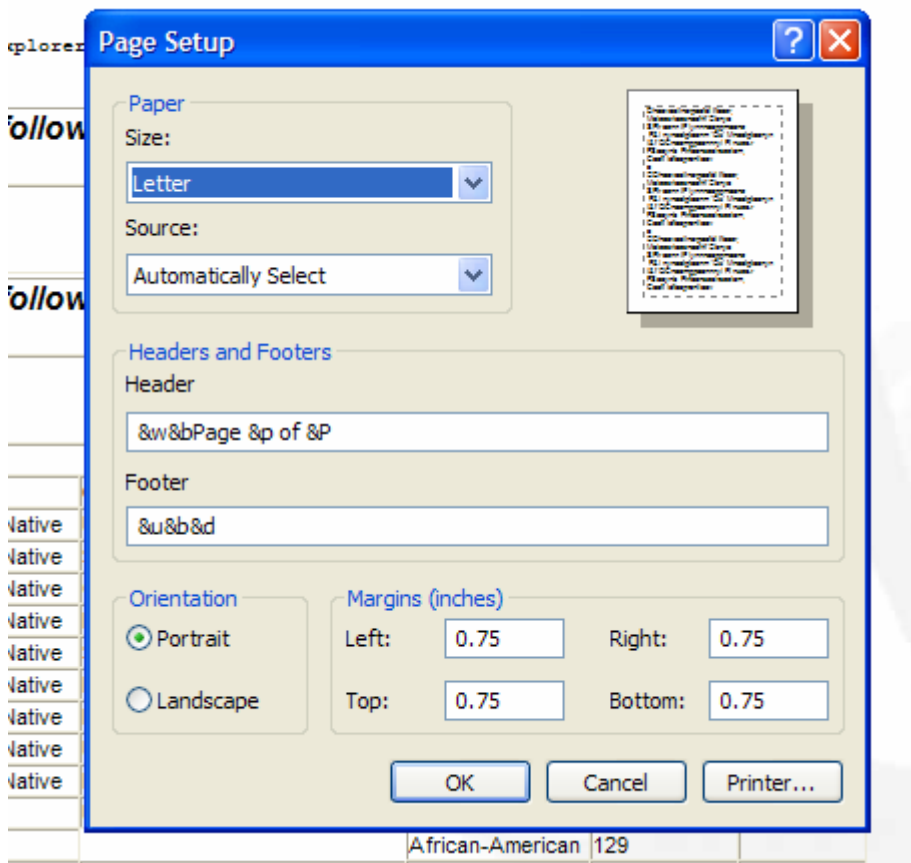 xplorer
Page Setup
Paper
follow
Size:
Letter
Source:
Automatically Select
follow
Headers and Footers
Header
&w&bPage &p of &P
Footer
&u&b&d
Native
Native
Native
Native
Native
Native
Native
Native
Native
Orientation
Margins (inches)
Portrait
Left: 0.75 Right: 0.75
Landscape
Top: 0.75 Bottom: 0.75
OK Cancel Printer...
African-American 129